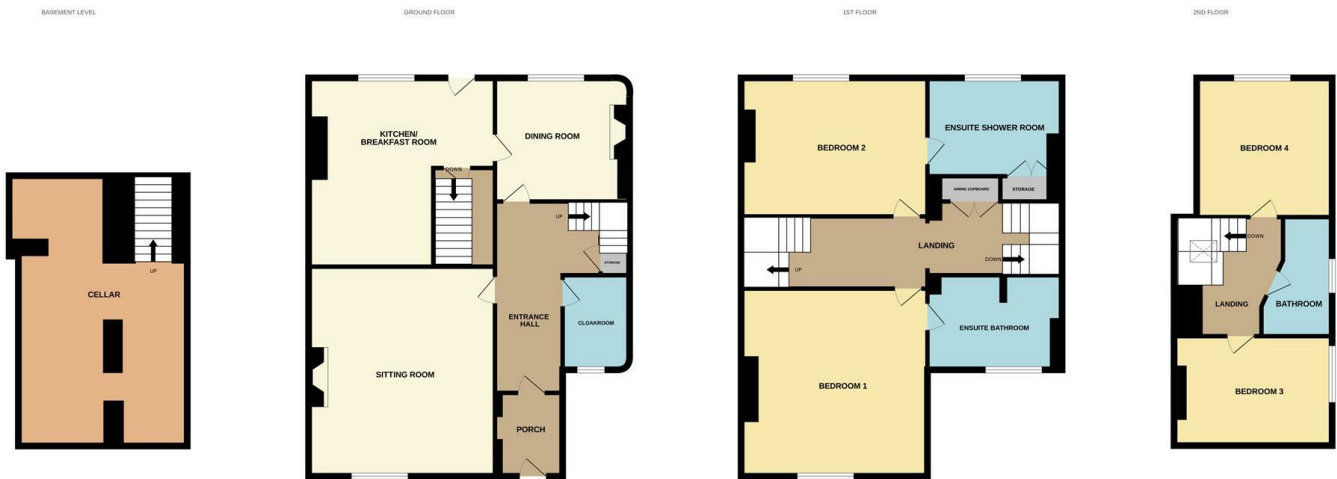 BASEMENT LEVEL
UP
CELLAR
GROUND FLOOR
KITCHEN/
BREAKFAST ROOM
DINING ROOM
DOWN
UP
STORAGE
ENTRANCE
HALL
CLOAKROOM
SITTING ROOM
PORCH
1ST FLOOR
BEDROOM 2
ENSUITE SHOWER ROOM
AIRING CUPBOARD
STORAGE
LANDING
DOWN
UP
ENSUITE BATHROOM
BEDROOM 1
2ND FLOOR
BEDROOM 4
DOWN
LANDING
BATHROOM
BEDROOM 3